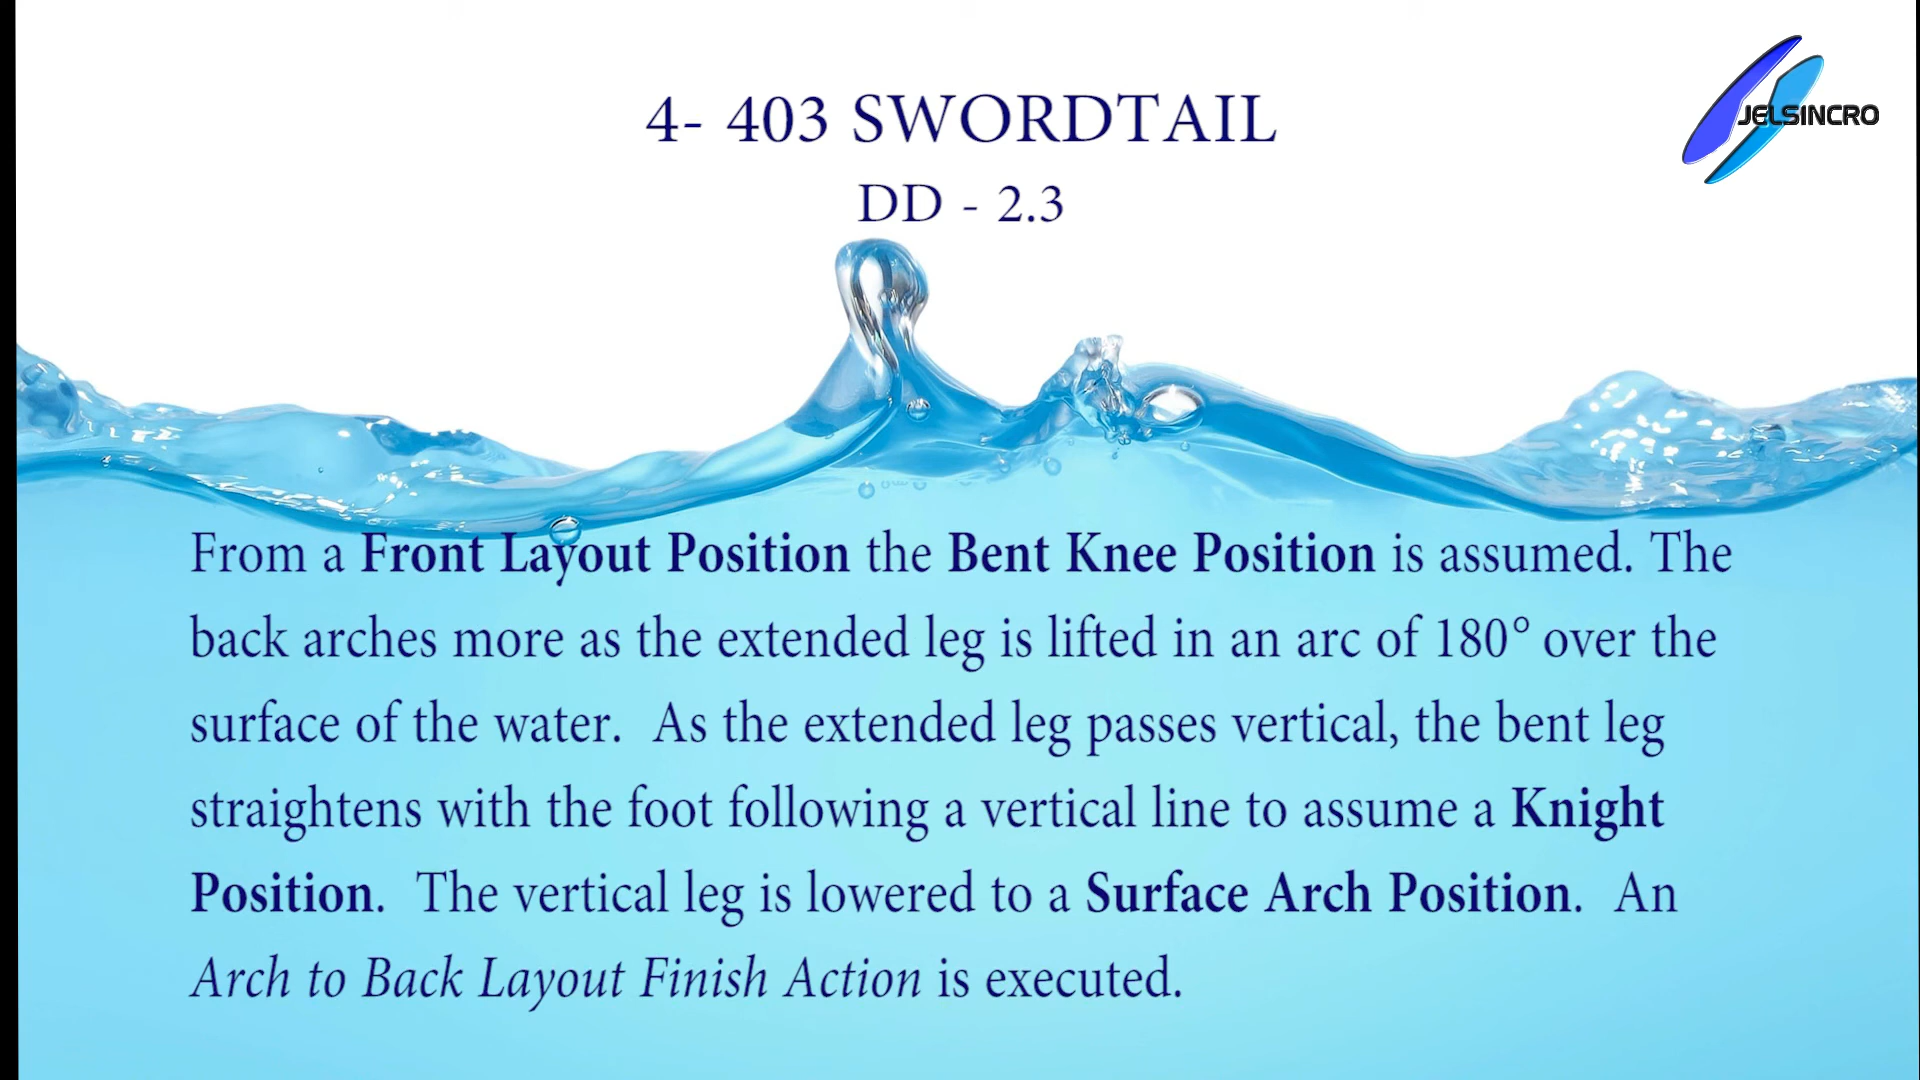 4- 403 SWORDTAIL
JELSINCRO
DD - 2.3
From a Front Layout Position the Bent Knee Position is assumed. The
back arches more as the extended leg is lifted in an arc of 180° over the
surface of the water. As the extended leg passes vertical, the bent leg
straightens with the foot following a vertical line to assume a Knight
Position. The vertical leg is lowered to a Surface Arch Position. An
Arch to Back Layout Finish Action is executed.